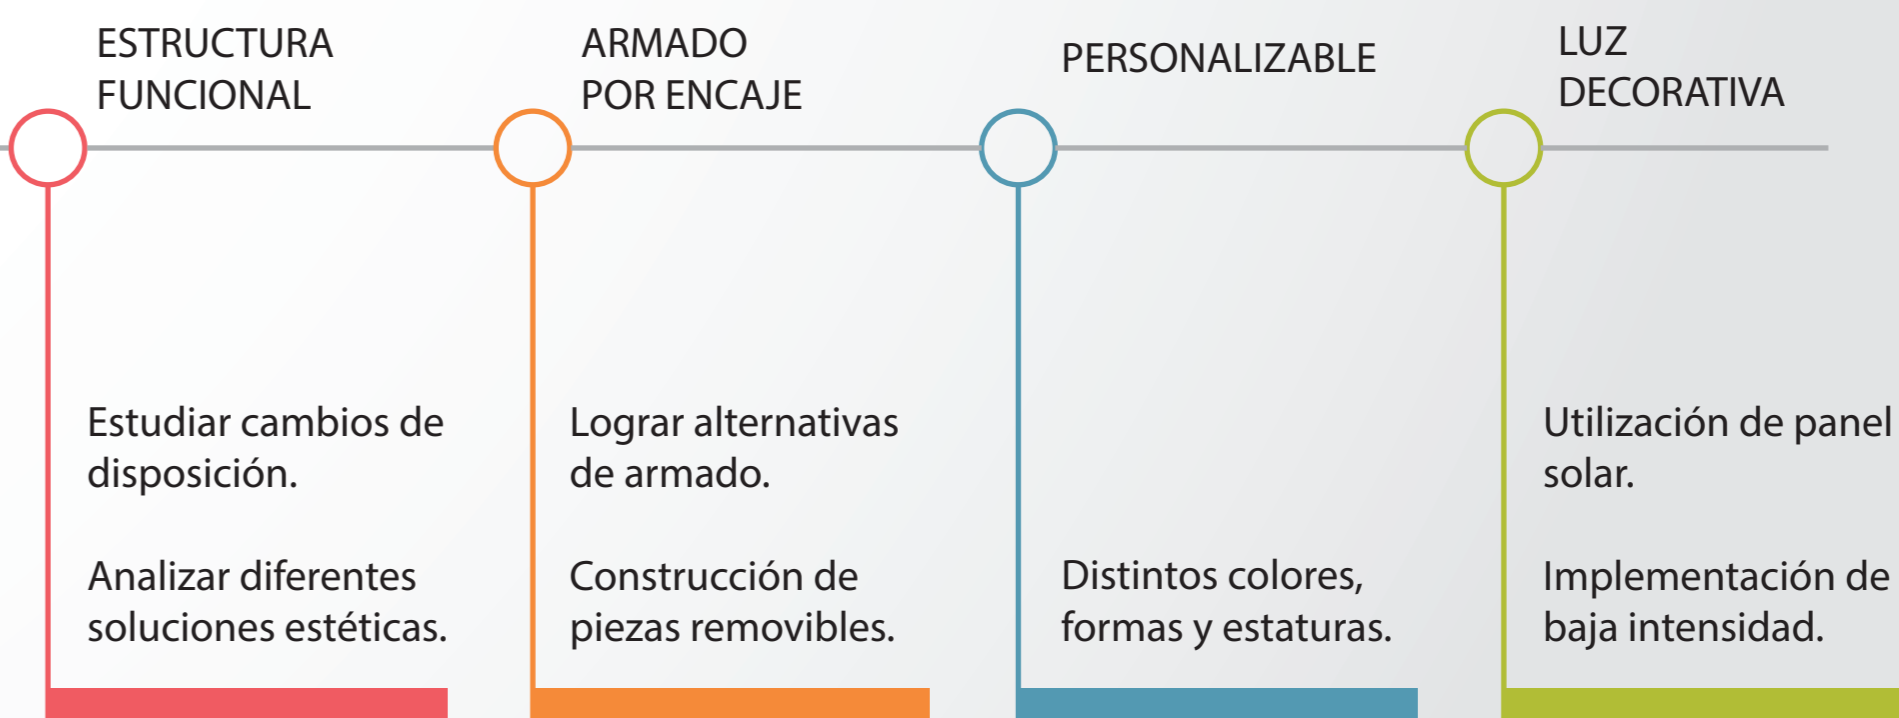 ESTRUCTURA
FUNCIONAL
ARMADO
POR ENCAJE
PERSONALIZABLE
LUZ
DECORATIVA
Estudiar cambios de
disposición.
Analizar diferentes
soluciones estéticas.
Lograr alternativas
de armado.
Construcción de
piezas removibles.
Distintos colores,
formas y estaturas.
Utilización de panel
solar.
Implementación de
baja intensidad.